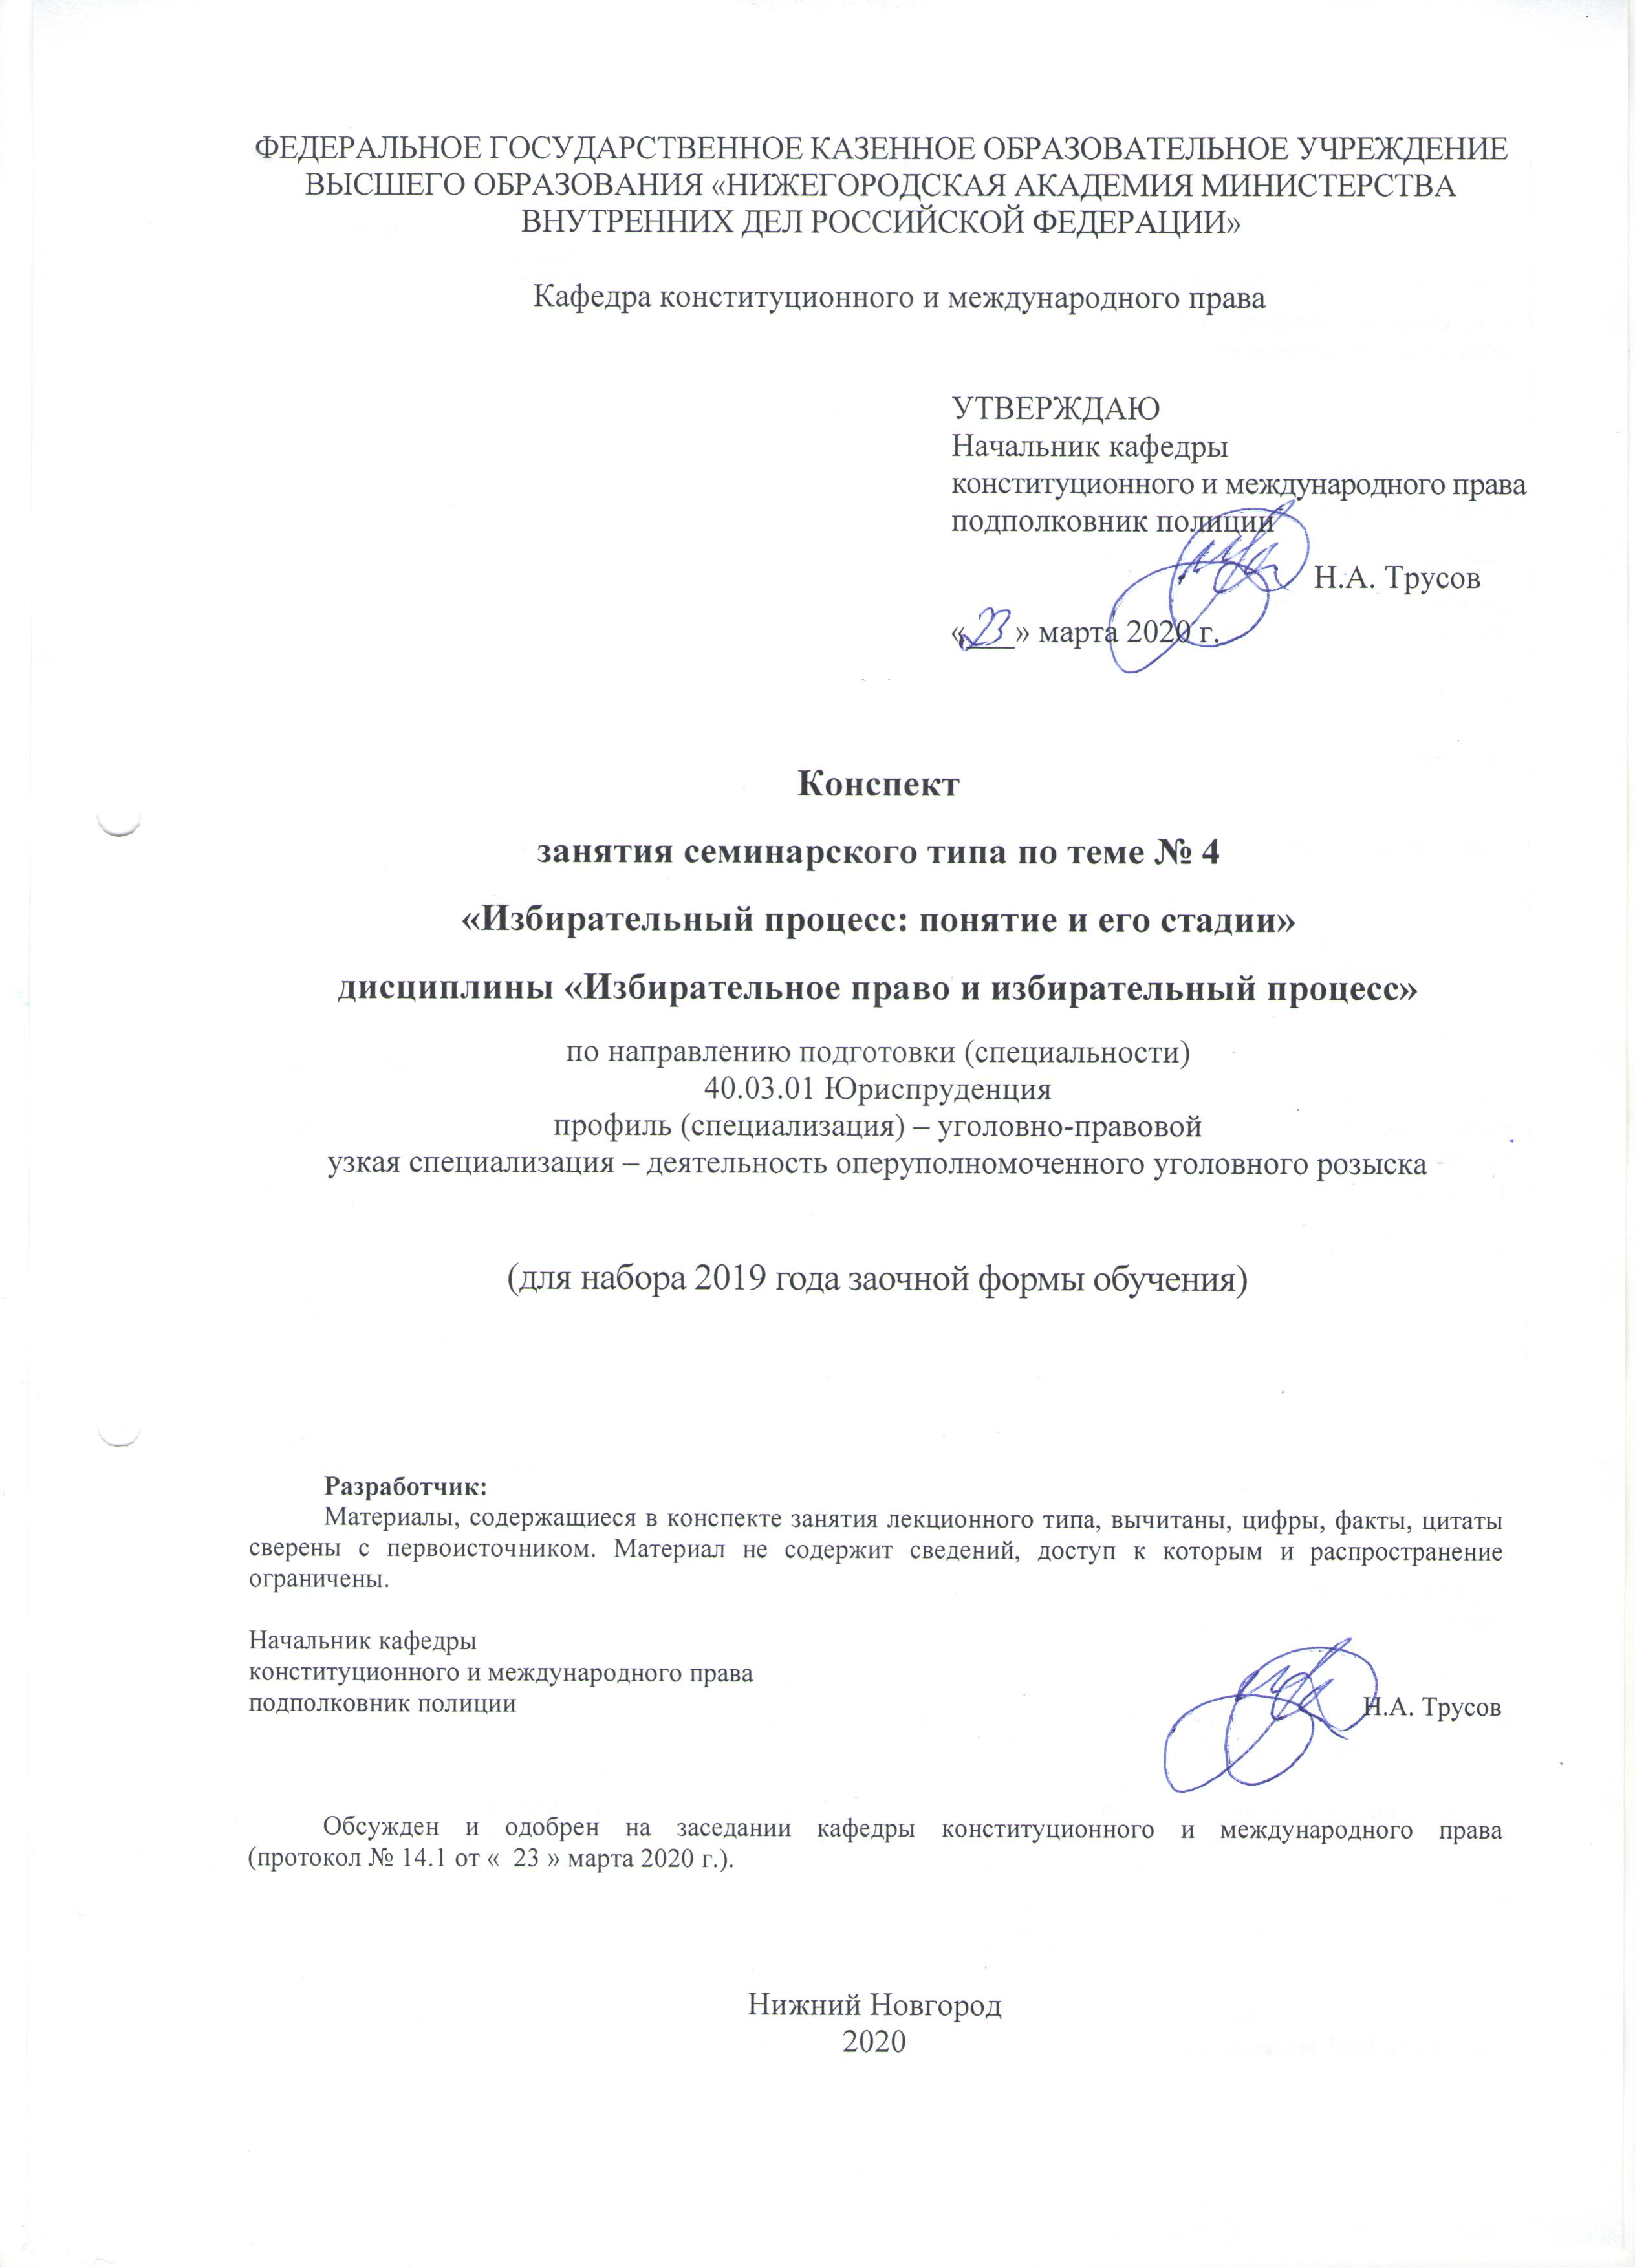 ФЕДЕРАЛЬНОЕ ГОСУДАРСТВЕННОЕ КАЗЕННОЕ ОБРАЗОВАТЕЛЬНОЕ УЧРЕЖДЕНИЕ
ВЫСШЕГО ОБРАЗОВАНИЯ «НИЖЕГОРОДСКАЯ АКАДЕМИЯ МИНИСТЕРСТВА
ВНУТРЕННИХ ДЕЛ РОССИЙСКОЙ ФЕДЕРАЦИИ»
Кафедра конституционного и международного права
УТВЕРЖДАЮ
Начальник кафедры
конституционного и международного права
подполковник полиции
Н.А. Трусов
«23» марта 2020 г.
Конспект
занятия семинарского типа по теме № 4
«Избирательный процесс: понятие и его стадии»
дисциплины «Избирательное право и избирательный процесс»
по направлению подготовки (специальности)
40.03.01 Юриспруденция
профиль (специализация) – уголовно-правовой
узкая специализация – деятельность оперуполномоченного уголовного розыска
(для набора 2019 года заочной формы обучения)
Разработчик:
Материалы, содержащиеся в конспекте занятия лекционного типа, вычитаны, цифры, факты, цитаты
сверены с первоисточником. Материал не содержит сведений, доступ к которым и распространение
ограничены.
Начальник кафедры
конституционного и международного права
подполковник полиции
Н.А. Трусов
Обсужден и одобрен на заседании кафедры конституционного и международного права
(протокол № 14.1 от « 23 » марта 2020 г.).
Нижний Новгород
2020